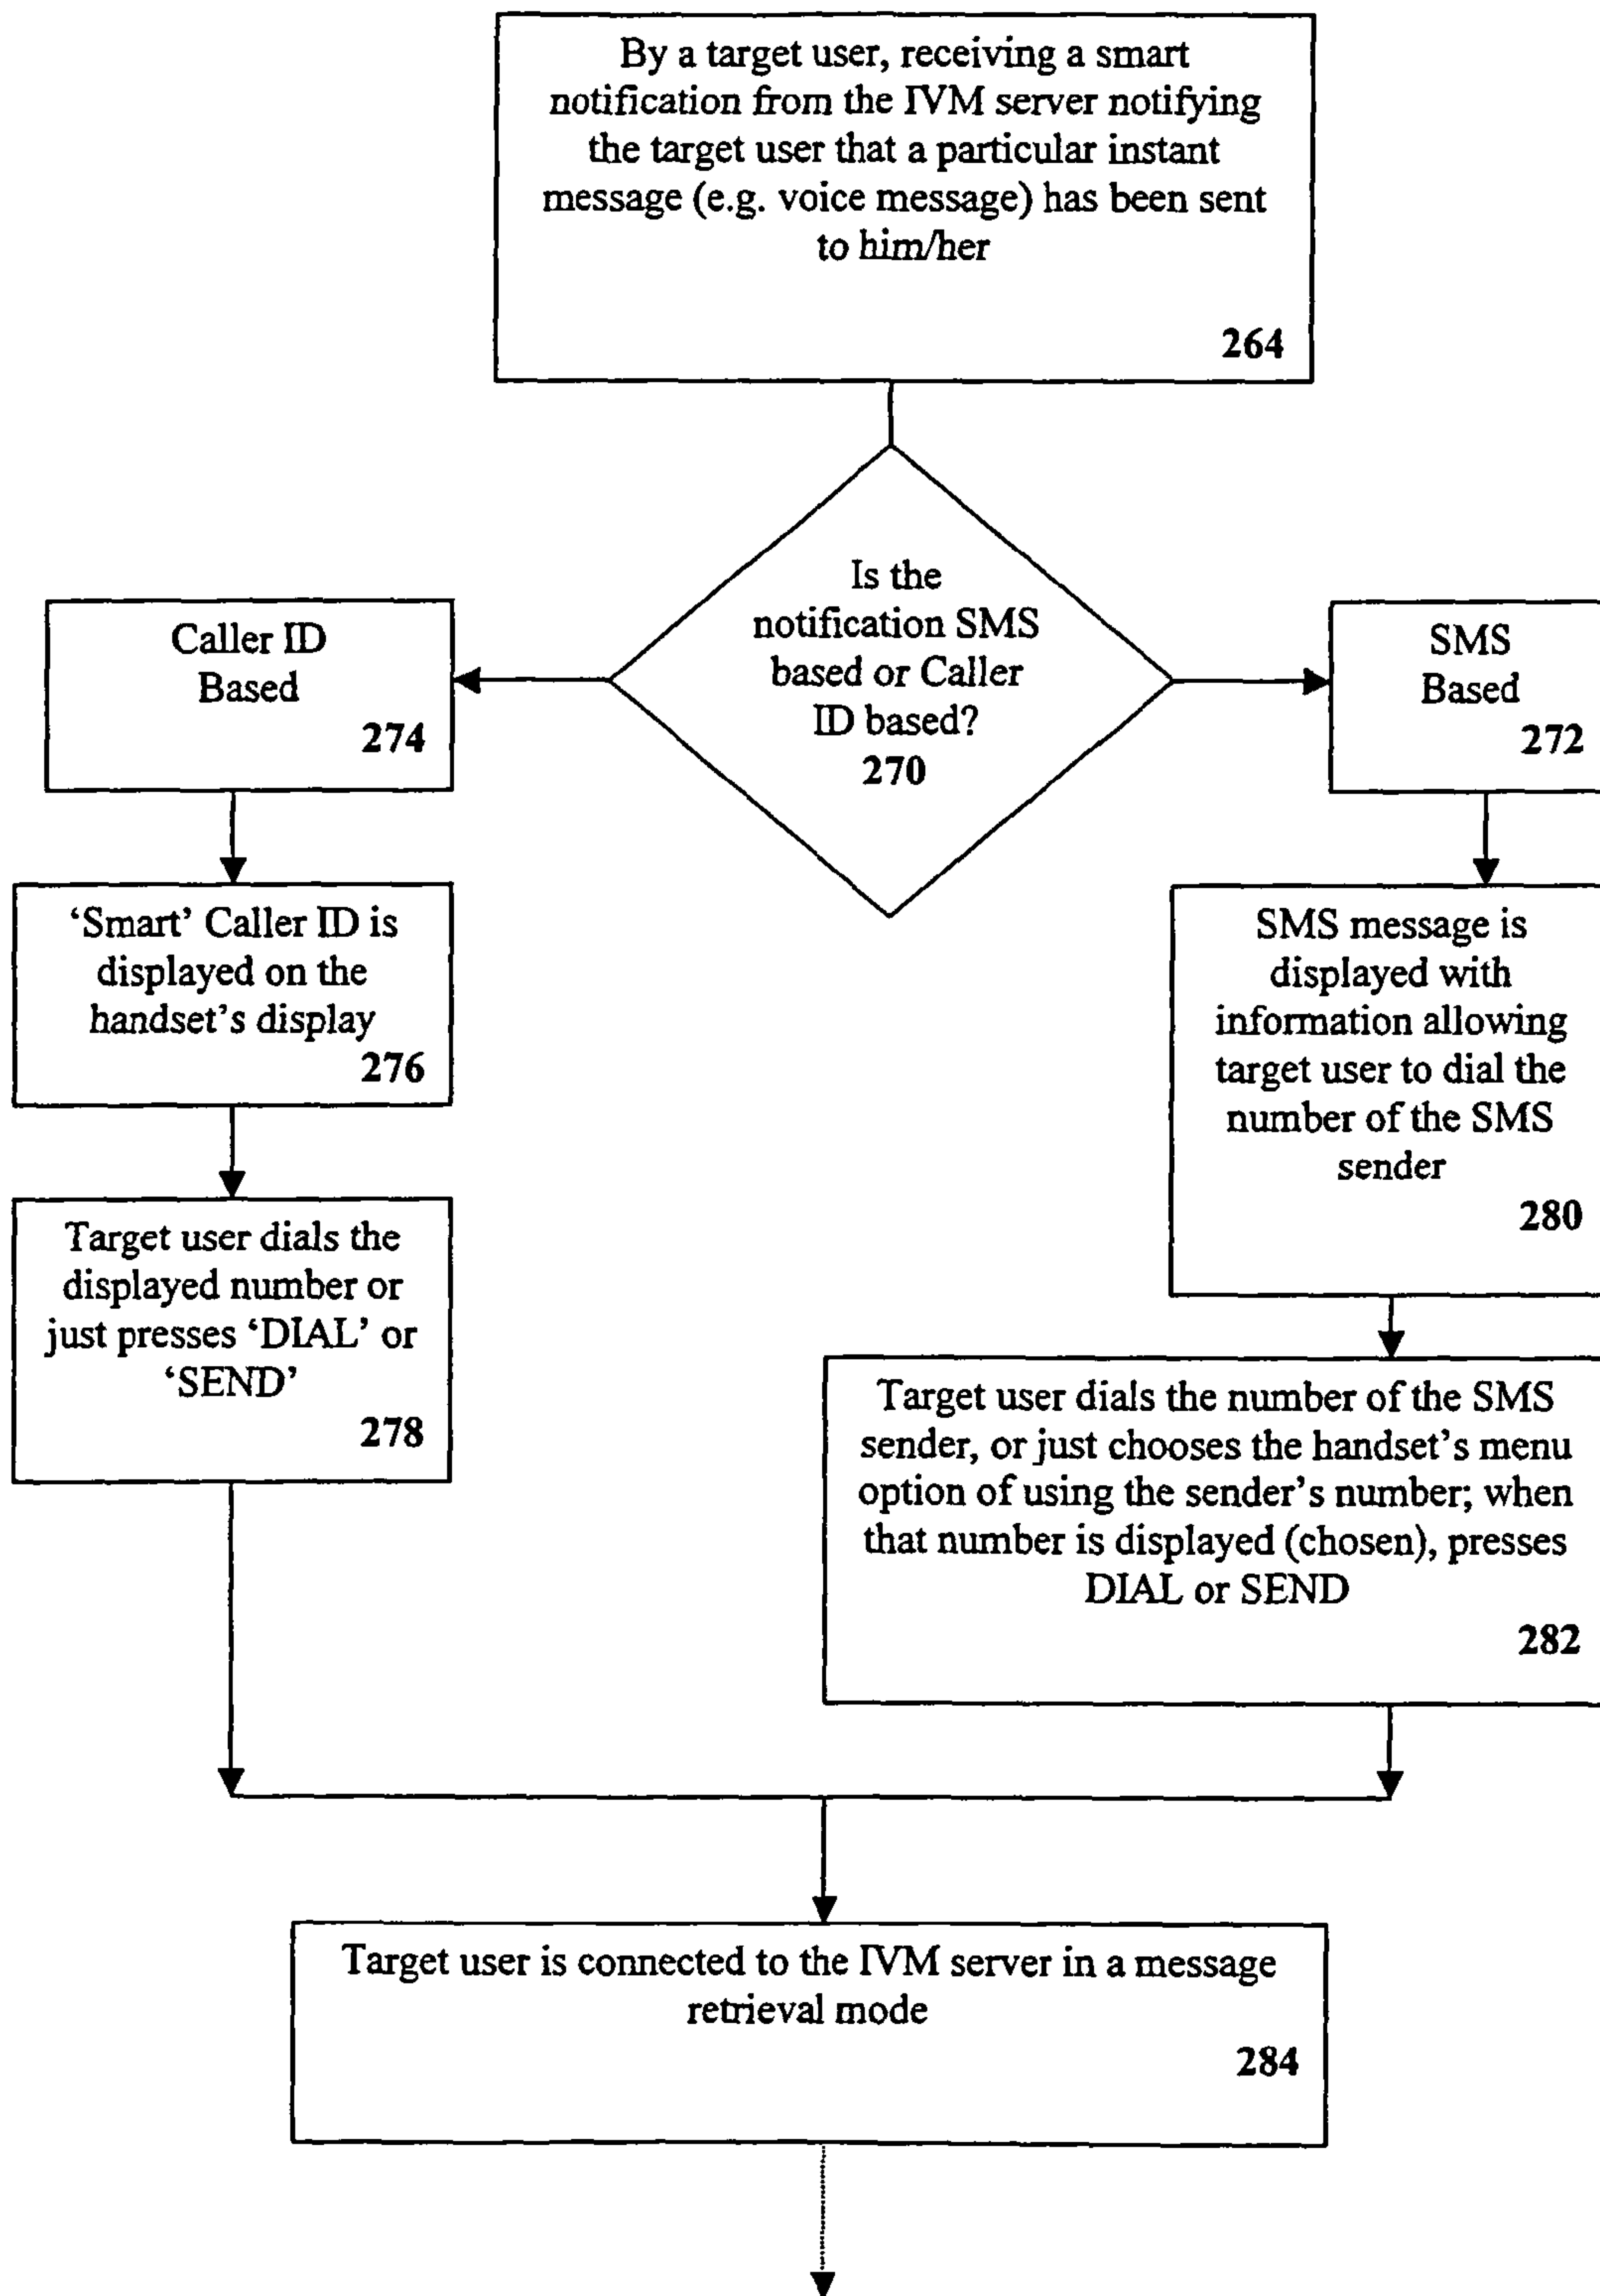 By a target user, receiving a smart
notification from the IVM server notifying
the target user that a particular instant
message (e.g. voice message) has been sent
to him/her
264
Is the
notification SMS
based or Caller
ID based?
270
Caller ID
Based
274
SMS
Based
272
‘Smart’ Caller ID is
displayed on the
handset’s display
276
SMS message is
displayed with
information allowing
target user to dial the
number of the SMS
sender
280
Target user dials the
displayed number or
just presses ‘DIAL’ or
‘SEND’
278
Target user dials the number of the SMS
sender, or just chooses the handset’s menu
option of using the sender’s number; when
that number is displayed (chosen), presses
DIAL or SEND
282
Target user is connected to the IVM server in a message
retrieval mode
284